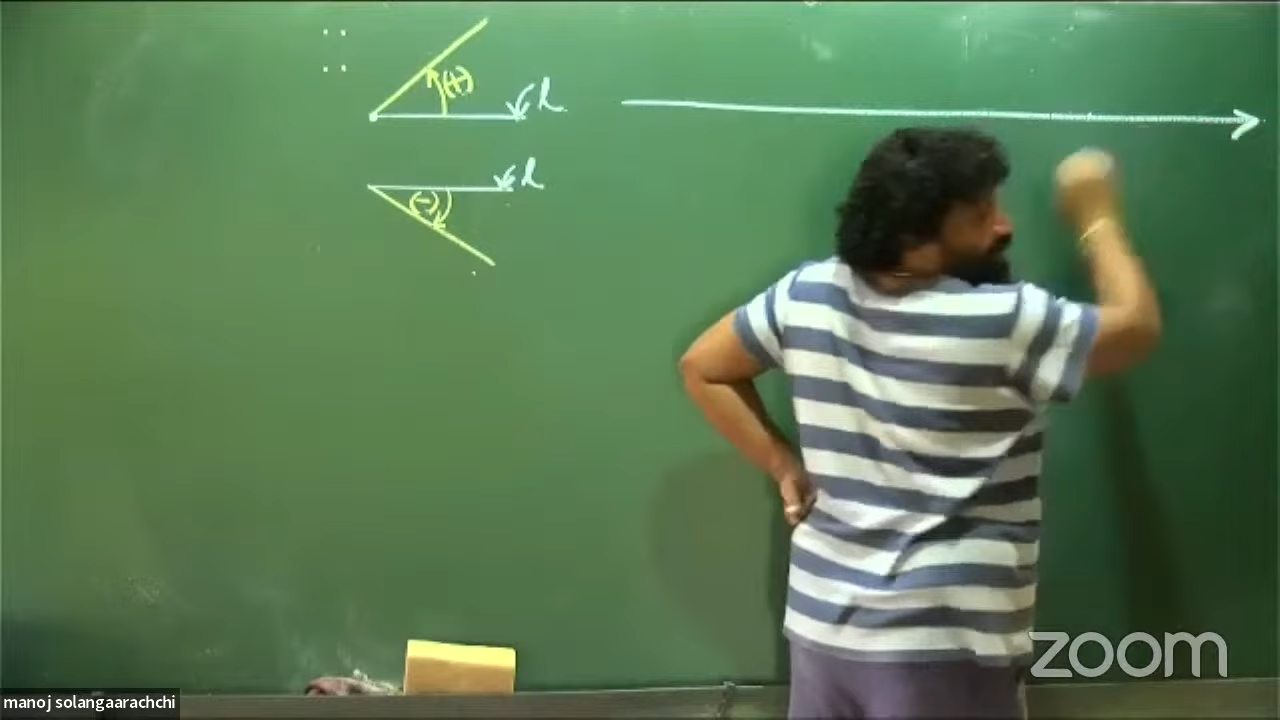 (+)
l
l
(-)
zoom
manoj solangaarachchi